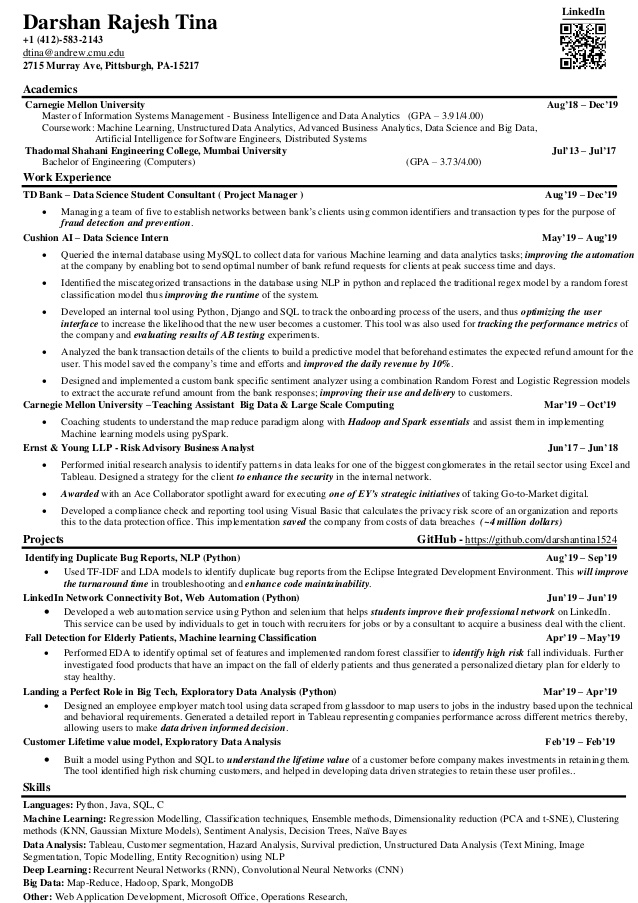 LinkedIn
Darshan Rajesh Tina
+1 (412)-583-2143
dtina@andrew.cmu.edu
2715 Murray Ave, Pittsburgh, PA-15217
Academics
Carnegie Mellon University Aug'18 – Dec'19
Master of Information Systems Management - Business Intelligence and Data Analytics (GPA – 3.91/4.00)
Coursework: Machine Learning, Unstructured Data Analytics, Advanced Business Analytics, Data Science and Big Data,
Artificial Intelligence for Software Engineers, Distributed Systems
Thadomal Shahani Engineering College, Mumbai University Jul'13 – Jul'17
Bachelor of Engineering (Computers) (GPA – 3.73/4.00)
Work Experience
TD Bank – Data Science Student Consultant ( Project Manager ) Aug'19 – Dec'19
• Managing a team of five to establish networks between bank's clients using common identifiers and transaction types for the purpose of
fraud detection and prevention.
Cushion AI – Data Science Intern May'19 – Aug'19
• Queried the internal database using MySQL to collect data for various Machine learning and data analytics tasks; improving the automation
at the company by enabling bot to send optimal number of bank refund requests for clients at peak success time and days.
• Identified the miscategorized transactions in the database using NLP in python and replaced the traditional regex model by a random forest
classification model thus improving the runtime of the system.
• Developed an internal tool using Python, Django and SQL to track the onboarding process of the users, and thus optimizing the user
interface to increase the likelihood that the new user becomes a customer. This tool was also used for tracking the performance metrics of
the company and evaluating results of AB testing experiments.
• Analyzed the bank transaction details of the clients to build a predictive model that beforehand estimates the expected refund amount for the
user. This model saved the company's time and efforts and improved the daily revenue by 10%.
• Designed and implemented a custom bank specific sentiment analyzer using a combination Random Forest and Logistic Regression models
to extract the accurate refund amount from the bank responses; improving their use and delivery to customers.
Carnegie Mellon University –Teaching Assistant Big Data & Large Scale Computing Mar'19 – Oct'19
• Coaching students to understand the map reduce paradigm along with Hadoop and Spark essentials and assist them in implementing
Machine learning models using pySpark.
Ernst & Young LLP - Risk Advisory Business Analyst Jun'17 – Jun'18
• Performed initial research analysis to identify patterns in data leaks for one of the biggest conglomerates in the retail sector using Excel and
Tableau. Designed a strategy for the client to enhance the security in the internal network.
• Awarded with an Ace Collaborator spotlight award for executing one of EY's strategic initiatives of taking Go-to-Market digital.
• Developed a compliance check and reporting tool using Visual Basic that calculates the privacy risk score of an organization and reports
this to the data protection office. This implementation saved the company from costs of data breaches (~4 million dollars)
Projects GitHub - https://github.com/darshantina1524
Identifying Duplicate Bug Reports, NLP (Python) Aug'19 – Sep'19
• Used TF-IDF and LDA models to identify duplicate bug reports from the Eclipse Integrated Development Environment. This will improve
the turnaround time in troubleshooting and enhance code maintainability.
LinkedIn Network Connectivity Bot, Web Automation (Python) Jun'19 – Jun'19
• Developed a web automation service using Python and selenium that helps students improve their professional network on LinkedIn.
This service can be used by individuals to get in touch with recruiters for jobs or by a consultant to acquire a business deal with the client.
Fall Detection for Elderly Patients, Machine learning Classification Apr'19 – May'19
• Performed EDA to identify optimal set of features and implemented random forest classifier to identify high risk fall individuals. Further
investigated food products that have an impact on the fall of elderly patients and thus generated a personalized dietary plan for elderly to
stay healthy.
Landing a Perfect Role in Big Tech, Exploratory Data Analysis (Python) Mar'19 – Apr'19
• Designed an employee employer match tool using data scraped from glassdoor to map users to jobs in the industry based upon the technical
and behavioral requirements. Generated a detailed report in Tableau representing companies performance across different metrics thereby,
allowing users to make data driven informed decision.
Customer Lifetime value model, Exploratory Data Analysis Feb'19 – Feb'19
• Built a model using Python and SQL to understand the lifetime value of a customer before company makes investments in retaining them.
The tool identified high risk churning customers, and helped in developing data driven strategies to retain these user profiles..
Skills
Languages: Python, Java, SQL, C
Machine Learning: Regression Modelling, Classification techniques, Ensemble methods, Dimensionality reduction (PCA and t-SNE), Clustering
methods (KNN, Gaussian Mixture Models), Sentiment Analysis, Decision Trees, Naïve Bayes
Data Analysis: Tableau, Customer segmentation, Hazard Analysis, Survival prediction, Unstructured Data Analysis (Text Mining, Image
Segmentation, Topic Modelling, Entity Recognition) using NLP
Deep Learning: Recurrent Neural Networks (RNN), Convolutional Neural Networks (CNN)
Big Data: Map-Reduce, Hadoop, Spark, MongoDB
Other: Web Application Development, Microsoft Office, Operations Research,